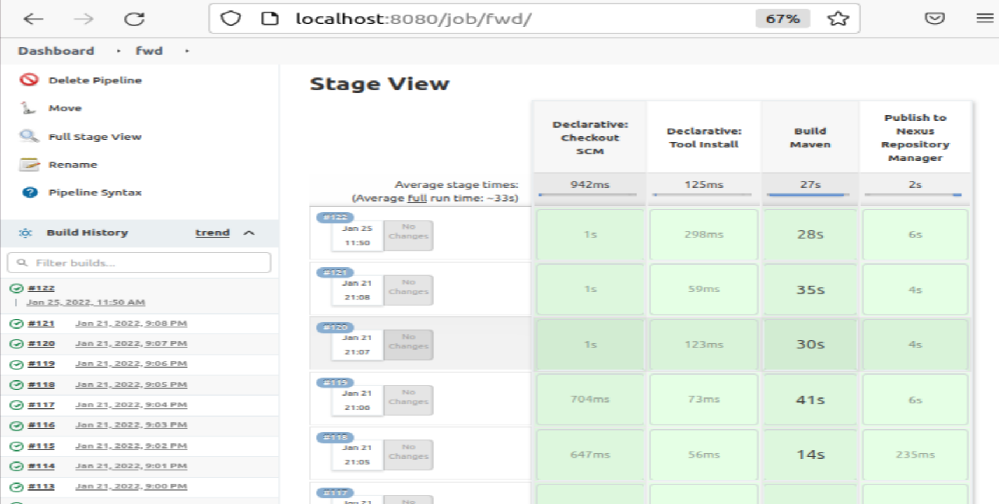 localhost:8080/job/fwd/ 67%
Dashboard fwd
Delete Pipeline
Move
Full Stage View
Rename
Pipeline Syntax
Build History trend
Filter builds...
#122
Jan 25, 2022, 11:50 AM
#121 Jan 21, 2022, 9:08 PM
#120 Jan 21, 2022, 9:07 PM
#119 Jan 21, 2022, 9:06 PM
#118 Jan 21, 2022, 9:05 PM
#117 Jan 21, 2022, 9:04 PM
#116 Jan 21, 2022, 9:03 PM
#115 Jan 21, 2022, 9:02 PM
#114 Jan 21, 2022, 9:01 PM
#113 Jan 21, 2022, 9:00 PM
Stage View
Declarative:
Checkout
SCM
Declarative:
Tool Install
Build
Maven
Publish to
Nexus
Repository
Manager
Average stage times:
(Average full run time: ~33s)
942ms 125ms 27s 2s
#122
Jan 25
11:50
No
Changes
1s 298ms 28s 6s
#121
Jan 21
21:08
No
Changes
1s 59ms 35s 4s
#120
Jan 21
21:07
No
Changes
1s 123ms 30s 4s
#119
Jan 21
21:06
No
Changes
704ms 73ms 41s 6s
#118
Jan 21
21:05
No
Changes
647ms 56ms 14s 235ms
#117
Jan 21
No